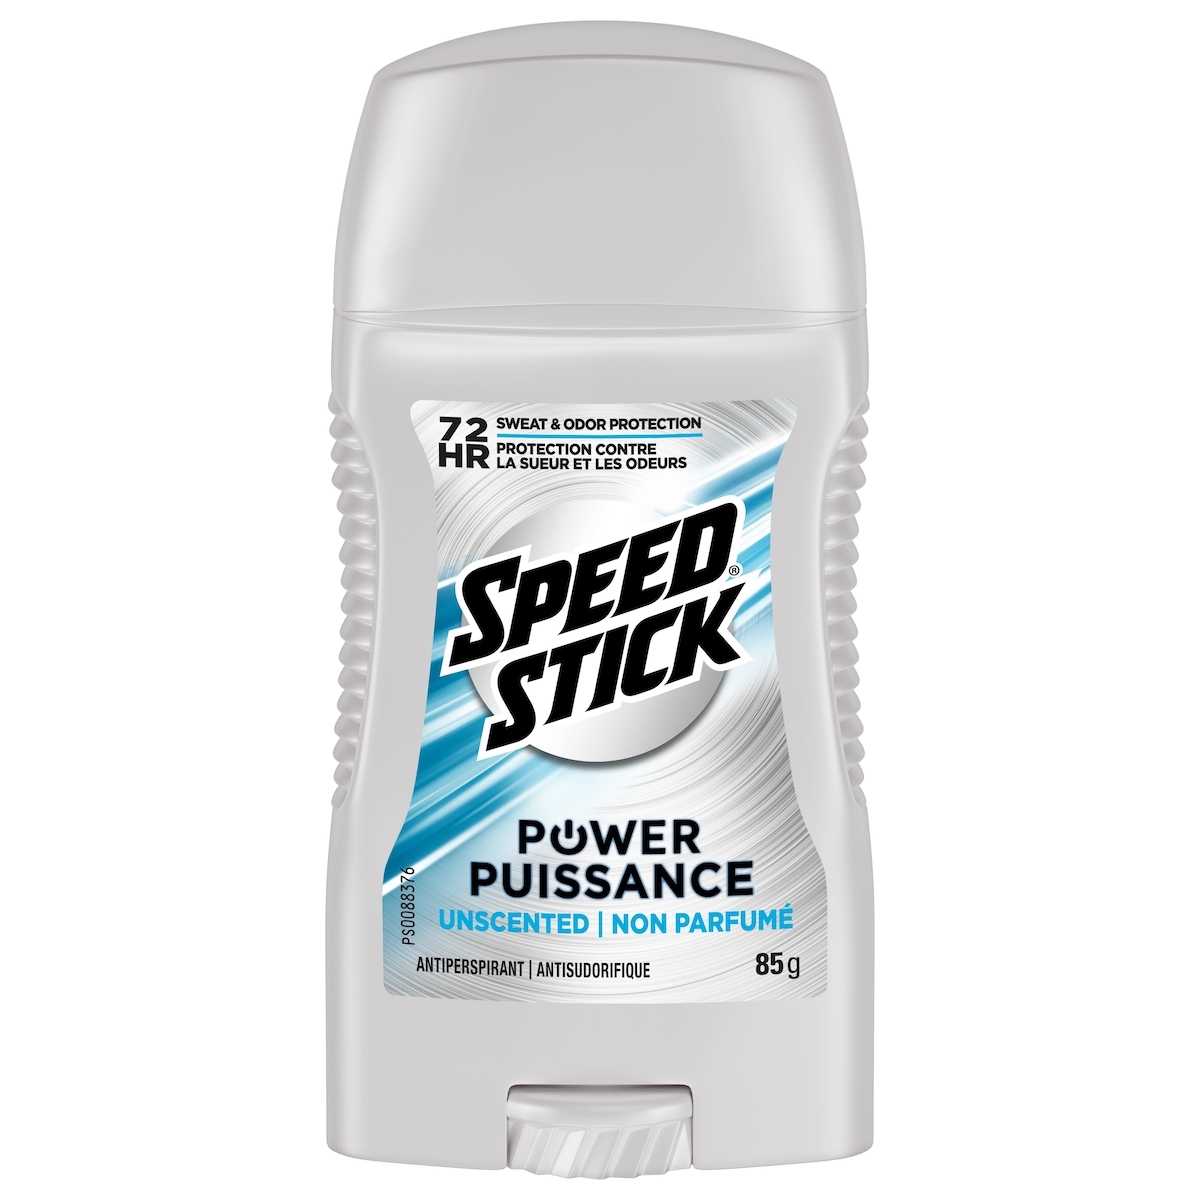 72 HR
SWEAT & ODOR PROTECTION
PROTECTION CONTRE
LA SUEUR ET LES ODEURS
SPEED
STICK®
POWER
PUISSANCE
UNSCENTED | NON PARFUMÉ
PS0088376
ANTIPERSPIRANT | ANTISUDORIFIQUE
85g